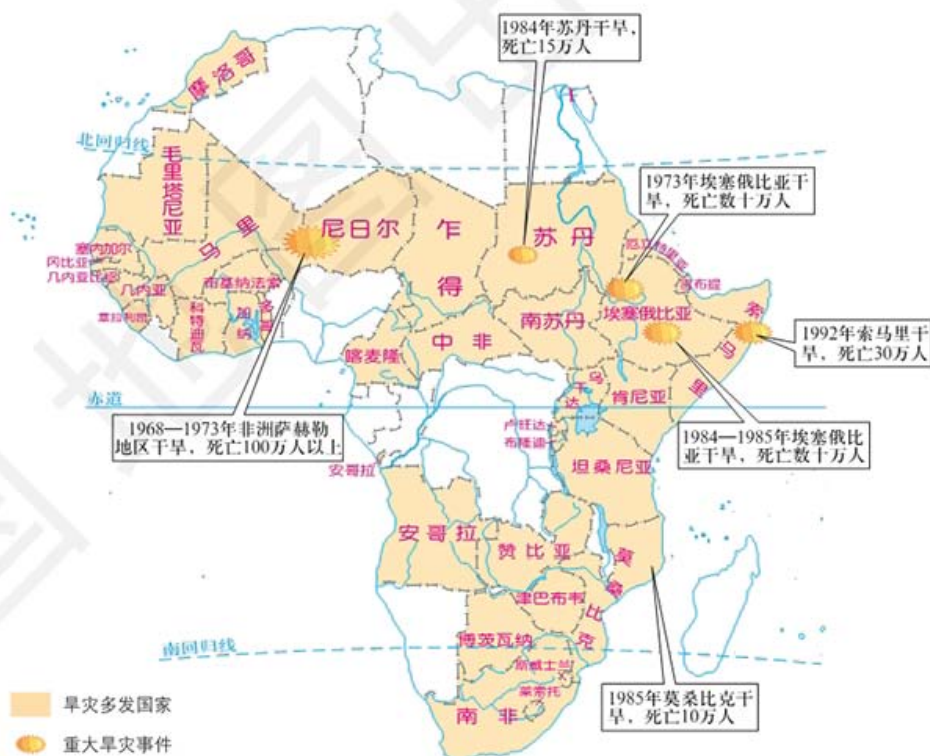 1984年苏丹干旱，
死亡15万人
摩洛哥
北回归线
毛里塔尼亚
1973年埃塞俄比亚干
旱，死亡数十万人
马里
尼日尔
乍得
苏丹
厄立特里亚
塞内加尔
冈比亚
几内亚比绍
几内亚
布基纳法索
吉布提
塞拉利昂
科特迪瓦
加纳
多哥
喀麦隆
中非
南苏丹
埃塞俄比亚
索马里
1992年索马里干
旱，死亡30万人
赤道
乌干达
肯尼亚
1968—1973年非洲萨赫勒
地区干旱，死亡100万人以上
卢旺达
布隆迪
1984—1985年埃塞俄比
亚干旱，死亡数十万人
安哥拉
坦桑尼亚
安哥拉
赞比亚
莫桑比克
津巴布韦
南回归线
博茨瓦纳
斯威士兰
莱索托
南非
1985年莫桑比克干
旱，死亡10万人
旱灾多发国家
重大旱灾事件